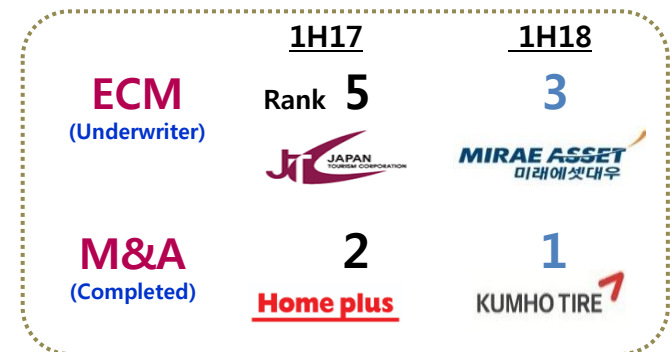 1H17 1H18
ECM Rank 5 3
(Underwriter)
JTC JAPAN TOURISM CORPORATION
MIRAE ASSET
미래에셋대우
M&A 2 1
(Completed)
Home plus
KUMHO TIRE